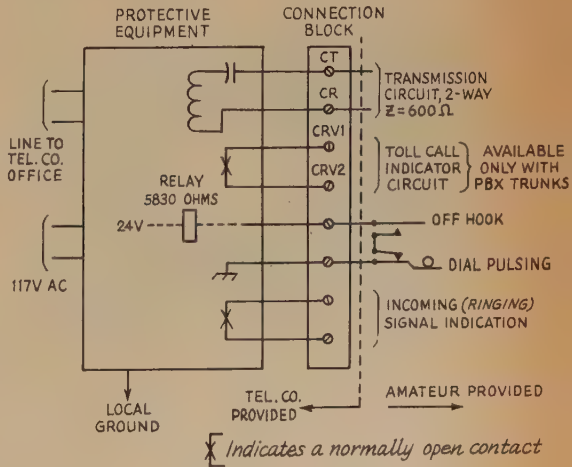 PROTECTIVE
EQUIPMENT
CONNECTION
BLOCK
CT
CR
TRANSMISSION
CIRCUIT, 2-WAY
Z=600Ω
LINE TO
TEL. CO.
OFFICE
CRV1
CRV2
TOLL CALL
INDICATOR
CIRCUIT
AVAILABLE
ONLY WITH
PBX TRUNKS
RELAY
5830 OHMS
24V
OFF HOOK
DIAL PULSING
117V AC
INCOMING (RINGING)
SIGNAL INDICATION
LOCAL
GROUND
TEL. CO.
PROVIDED
AMATEUR PROVIDED
Indicates a normally open contact